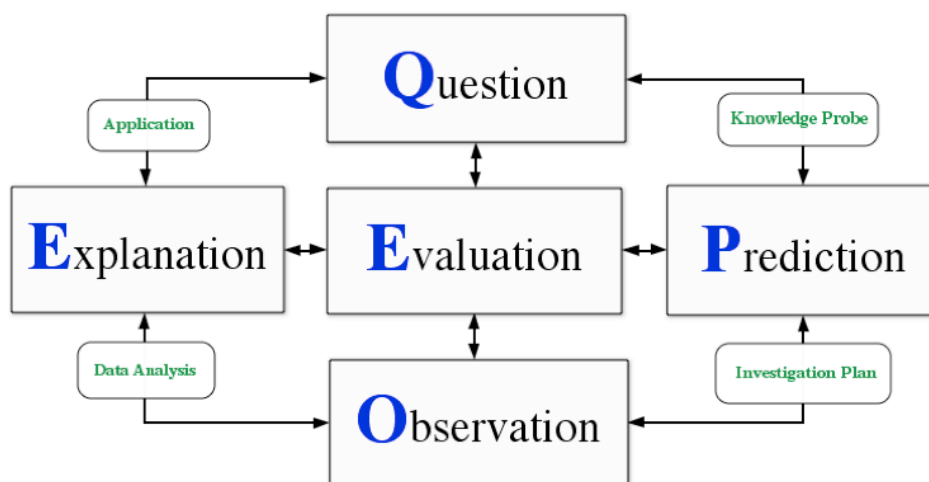 Question
Application
Knowledge Probe
Explanation
Evaluation
Prediction
Data Analysis
Investigation Plan
Observation